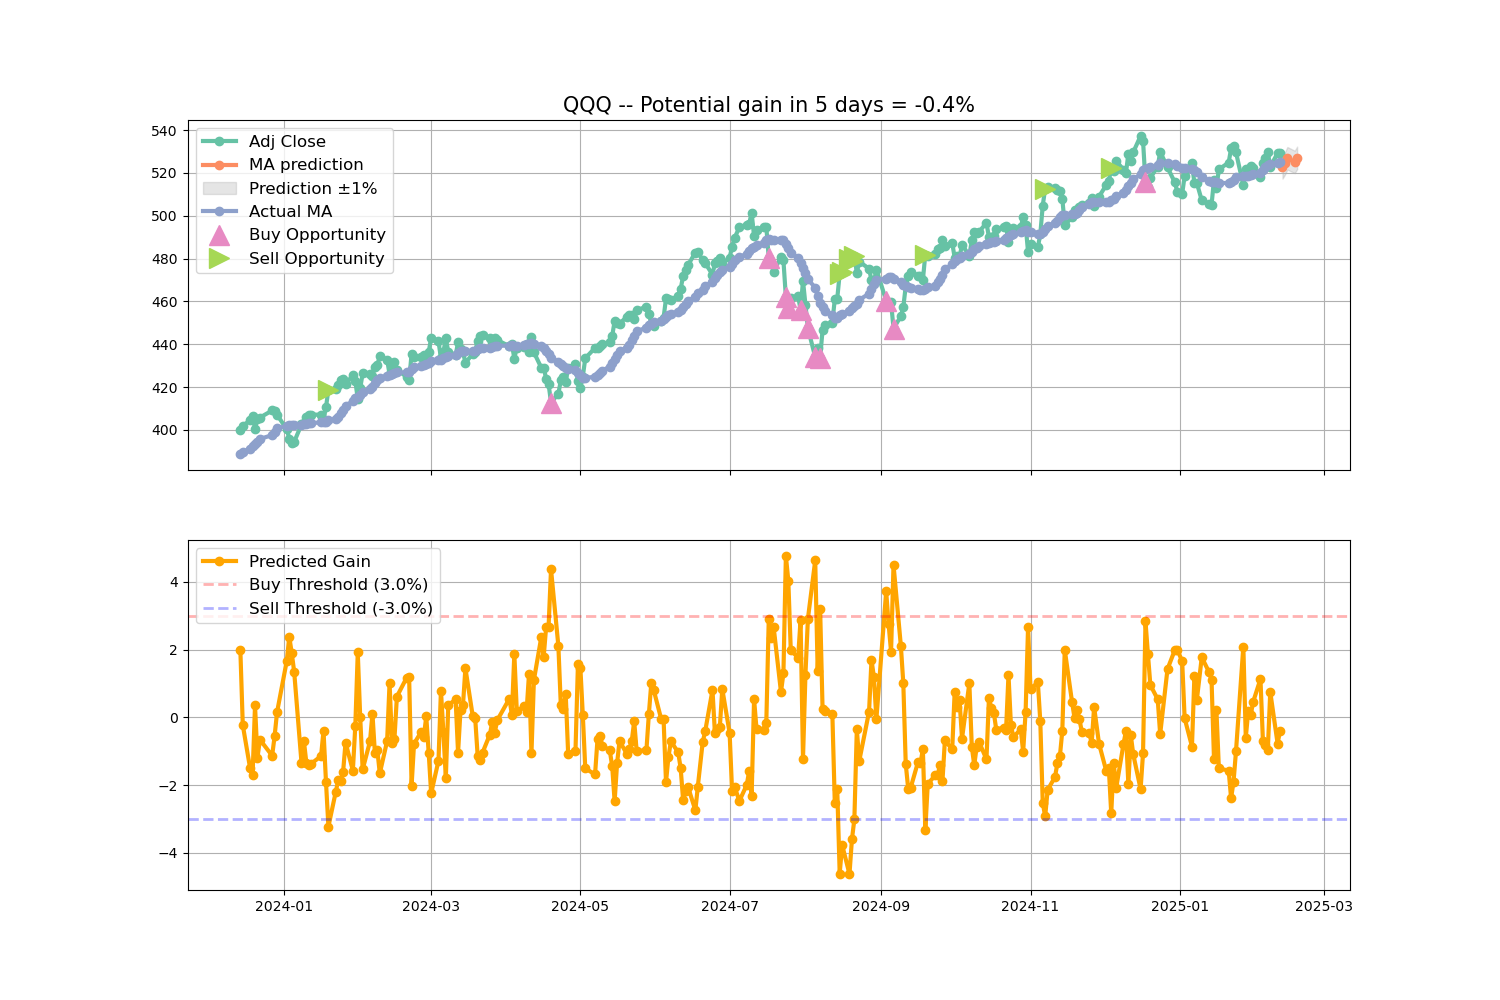 QQQ -- Potential gain in 5 days = -0.4%
540
520
500
480
460
440
420
400
Adj Close
MA prediction
Prediction ±1%
Actual MA
Buy Opportunity
Sell Opportunity
4
2
0
−2
−4
Predicted Gain
Buy Threshold (3.0%)
Sell Threshold (-3.0%)
2024-01 2024-03 2024-05 2024-07 2024-09 2024-11 2025-01 2025-03